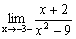 lim x→−3− x + 2 / x² − 9